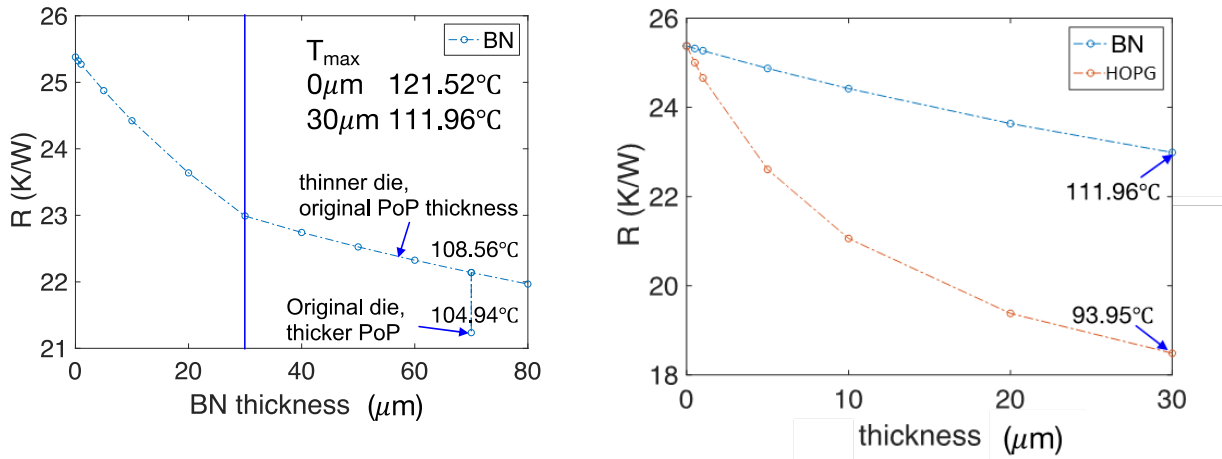 26
25
24
23
22
21
R (K/W)
0
20
40
60
80
BN thickness (μm)
BN
T_max
0μm 121.52℃
30μm 111.96℃
thinner die,
original PoP thickness
108.56℃
Original die,
thicker PoP
104.94℃
26
24
22
20
18
R (K/W)
0
10
20
30
thickness (μm)
BN
HOPG
111.96℃
93.95℃